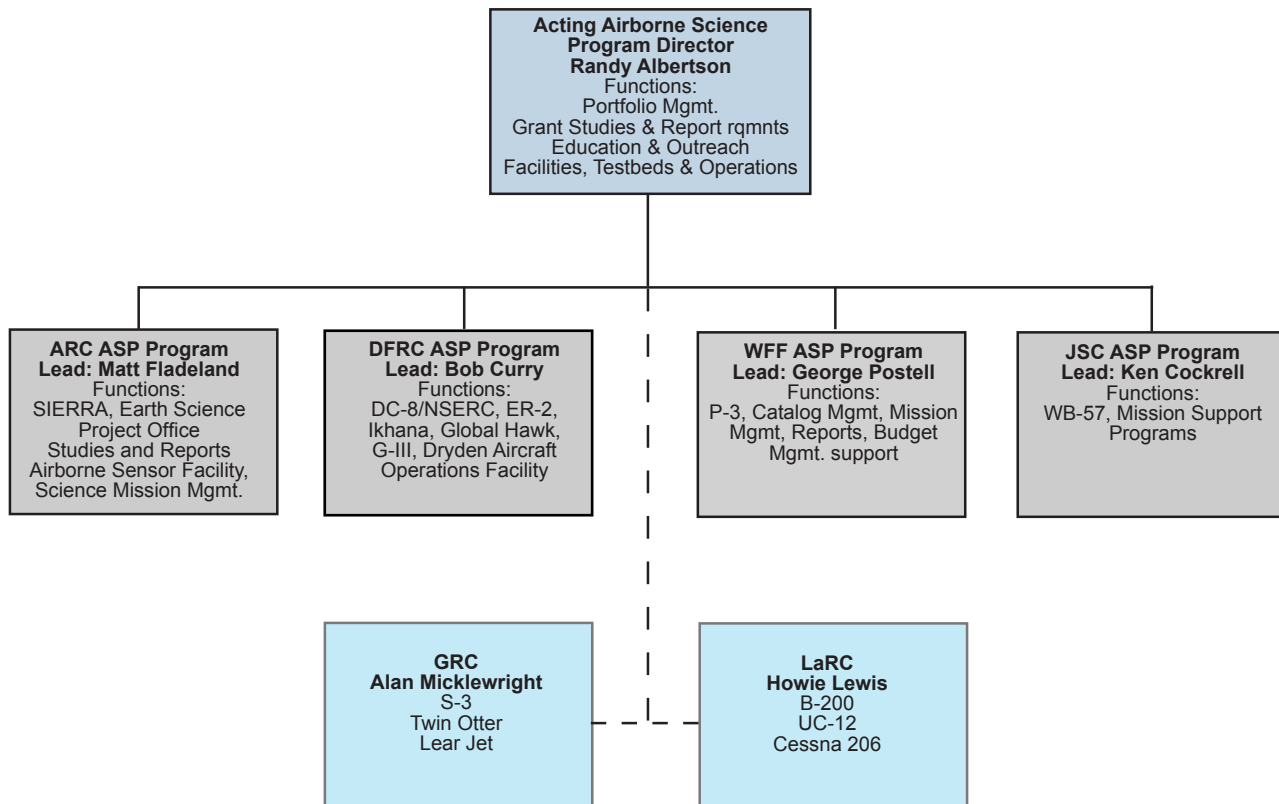 Acting Airborne Science
Program Director
Randy Albertson
Functions:
Portfolio Mgmt.
Grant Studies & Report rqmnts
Education & Outreach
Facilities, Testbeds & Operations
ARC ASP Program
Lead: Matt Fladeland
Functions:
SIERRA, Earth Science
Project Office
Studies and Reports
Airborne Sensor Facility,
Science Mission Mgmt.
DFRC ASP Program
Lead: Bob Curry
Functions:
DC-8/NSERC, ER-2,
Ikhana, Global Hawk,
G-III, Dryden Aircraft
Operations Facility
WFF ASP Program
Lead: George Postell
Functions:
P-3, Catalog Mgmt, Mission
Mgmt, Reports, Budget
Mgmt. support
JSC ASP Program
Lead: Ken Cockrell
Functions:
WB-57, Mission Support
Programs
GRC
Alan Micklewright
S-3
Twin Otter
Lear Jet
LaRC
Howie Lewis
B-200
UC-12
Cessna 206